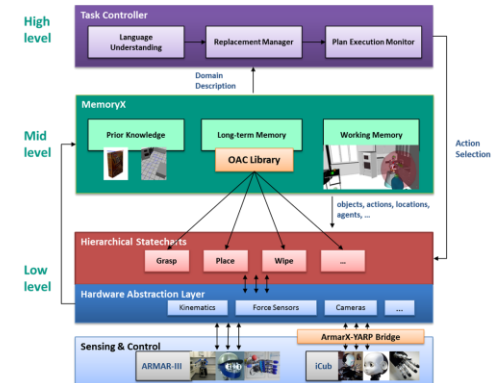 High
level
Task Controller
Language
Understanding
Replacement Manager
Plan Execution Monitor
Domain
Description
Mid
level
MemoryX
Prior Knowledge
Long-term Memory
Working Memory
OAC Library
Action
Selection
objects, actions, locations,
agents, ...
Low
level
Hierarchical Statecharts
Grasp
Place
Wipe
...
Hardware Abstraction Layer
Kinematics
Force Sensors
Cameras
...
ArmarX-YARP Bridge
Sensing & Control
ARMAR-III
iCub